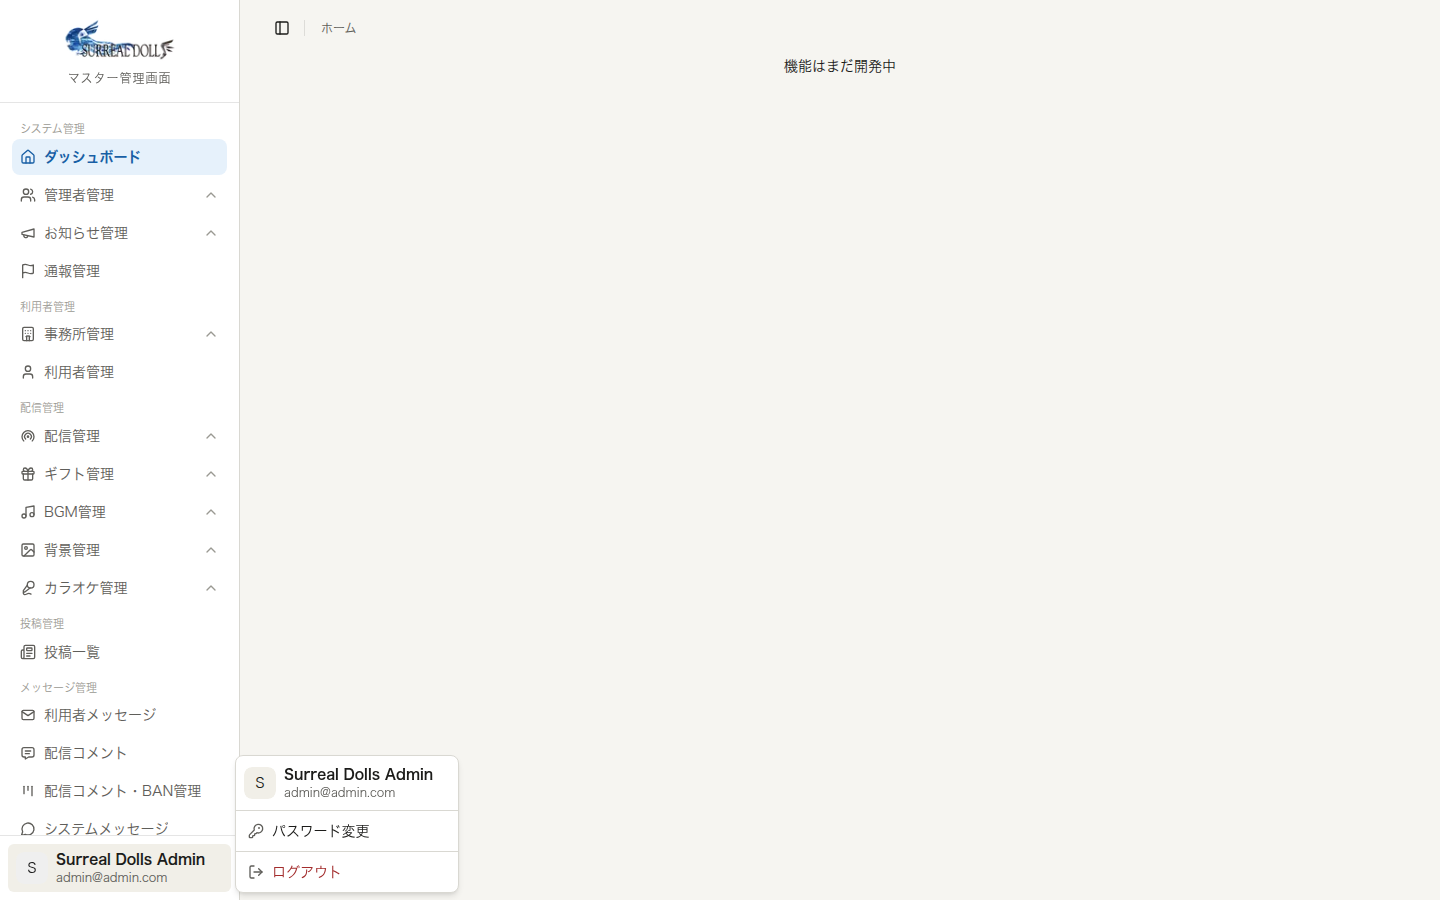 SURREAL DOLLS
マスター管理画面
システム管理
ダッシュボード
管理者管理
お知らせ管理
通報管理
利用者管理
事務所管理
利用者管理
配信管理
配信管理
ギフト管理
BGM管理
背景管理
カラオケ管理
投稿管理
投稿一覧
メッセージ管理
利用者メッセージ
配信コメント
配信コメント・BAN管理
システムメッセージ
S
Surreal Dolls Admin
admin@admin.com
ホーム
機能はまだ開発中
S
Surreal Dolls Admin
admin@admin.com
パスワード変更
ログアウト